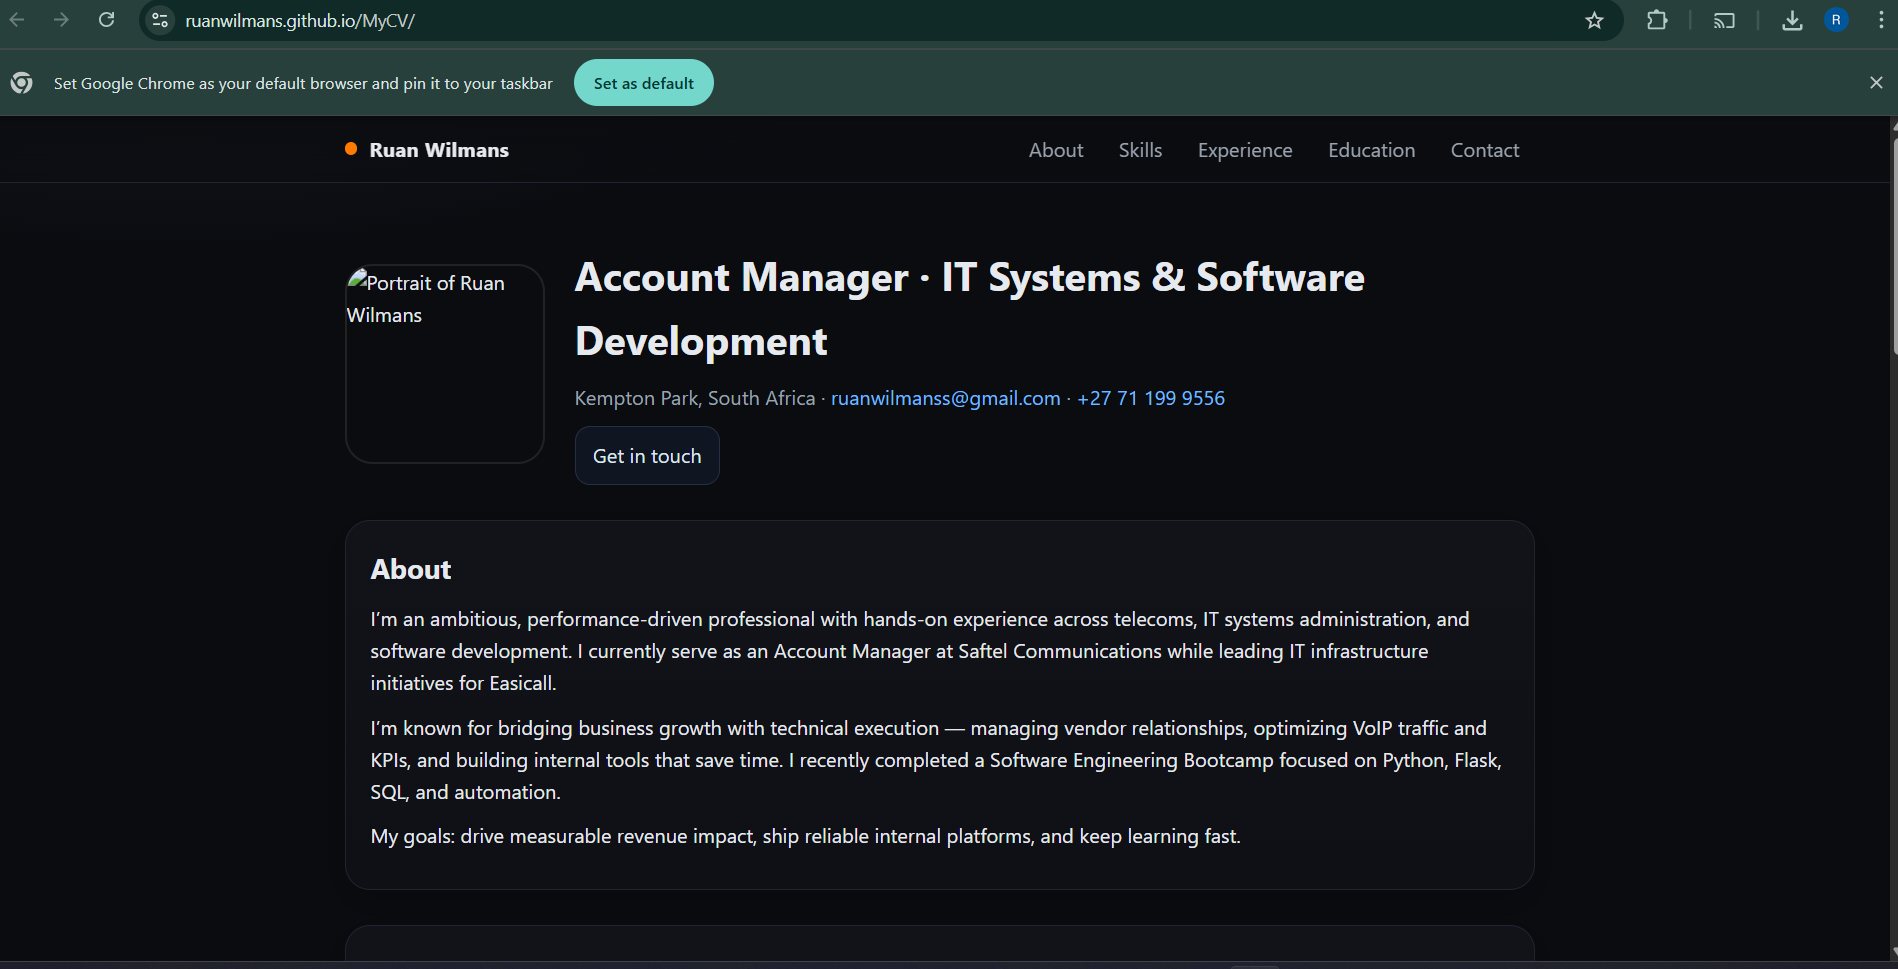 ruanwilmans.github.io/MyCV/
R
Set Google Chrome as your default browser and pin it to your taskbar
Set as default
Ruan Wilmans
About
Skills
Experience
Education
Contact
Portrait of Ruan
Wilmans
Account Manager · IT Systems & Software
Development
Kempton Park, South Africa · ruanwilmanss@gmail.com · +27 71 199 9556
Get in touch
About
I’m an ambitious, performance-driven professional with hands-on experience across telecoms, IT systems administration, and
software development. I currently serve as an Account Manager at Saftel Communications while leading IT infrastructure
initiatives for Easicall.
I’m known for bridging business growth with technical execution — managing vendor relationships, optimizing VoIP traffic and
KPIs, and building internal tools that save time. I recently completed a Software Engineering Bootcamp focused on Python, Flask,
SQL, and automation.
My goals: drive measurable revenue impact, ship reliable internal platforms, and keep learning fast.